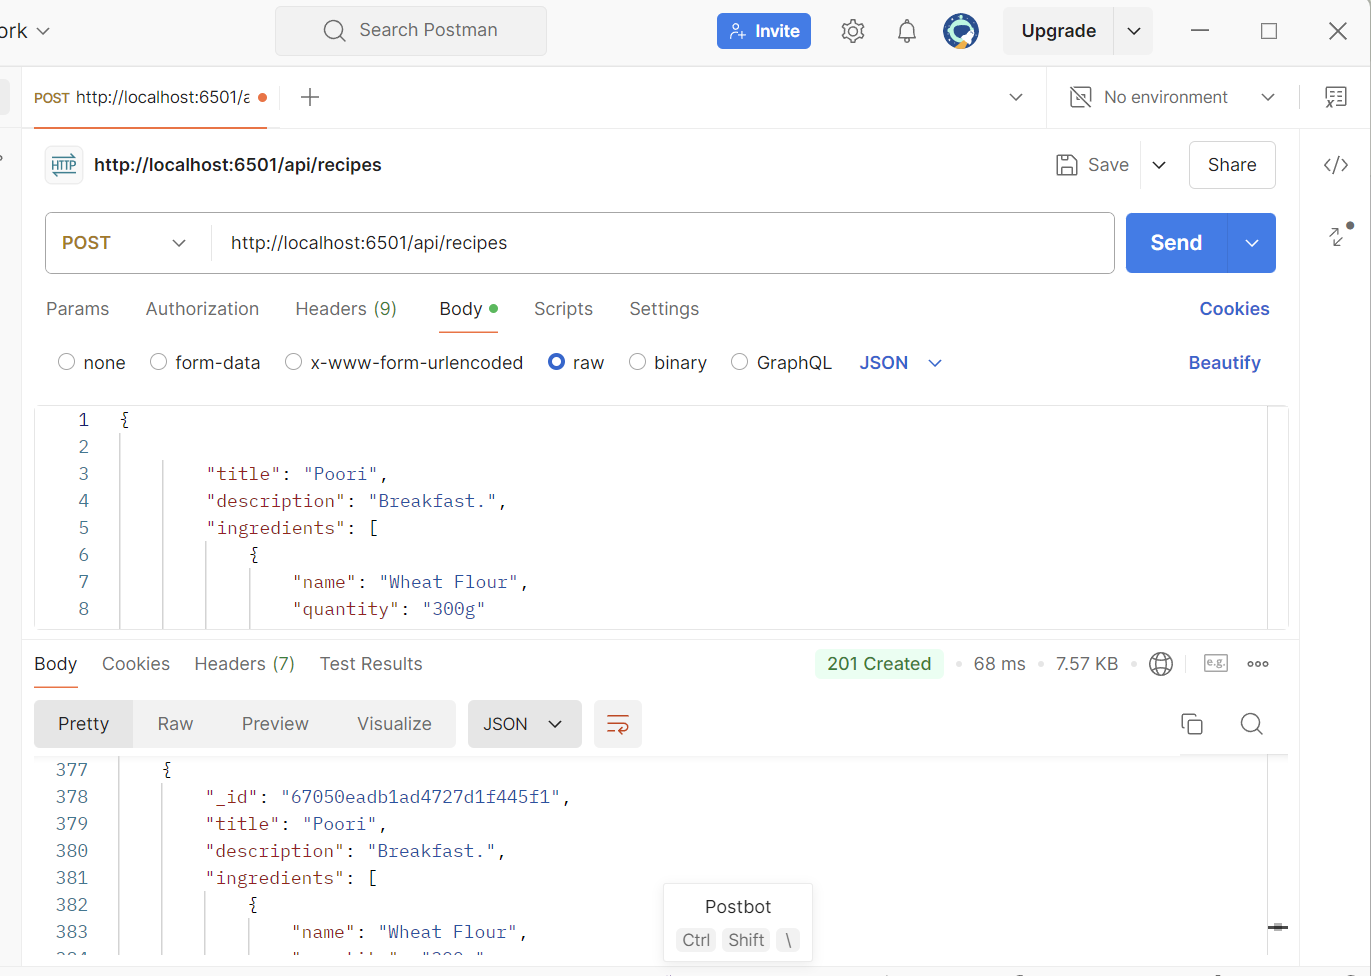 ork
Search Postman
Invite
Upgrade
POST http://localhost:6501/a
No environment
HTTP http://localhost:6501/api/recipes
Save
Share
POST http://localhost:6501/api/recipes
Send
Params Authorization Headers (9) Body Scripts Settings Cookies
none form-data x-www-form-urlencoded raw binary GraphQL JSON Beautify
1 {
2
3 "title": "Poori",
4 "description": "Breakfast.",
5 "ingredients": [
6 {
7 "name": "Wheat Flour",
8 "quantity": "300g"
Body Cookies Headers (7) Test Results 201 Created 68 ms 7.57 KB e.g.
Pretty Raw Preview Visualize JSON
377 {
378 "_id": "67050eadb1ad4727d1f445f1",
379 "title": "Poori",
380 "description": "Breakfast.",
381 "ingredients": [
382 {
383 "name": "Wheat Flour",
Postbot
Ctrl Shift \